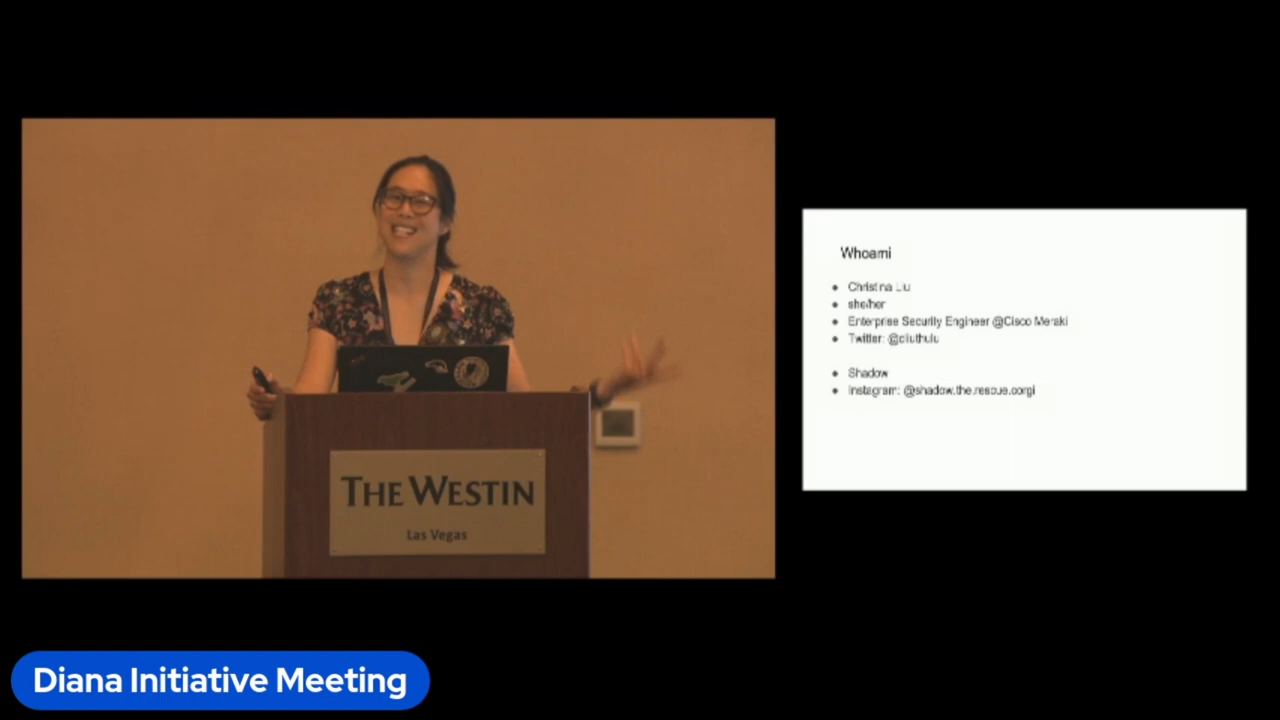 THE WESTIN
Las Vegas
Whoami
Christina Liu
she/her
Enterprise Security Engineer @Cisco Meraki
Twitter: @cliuthulu
Shadow
Instagram: @shadow.the.rescue.corgi
Diana Initiative Meeting